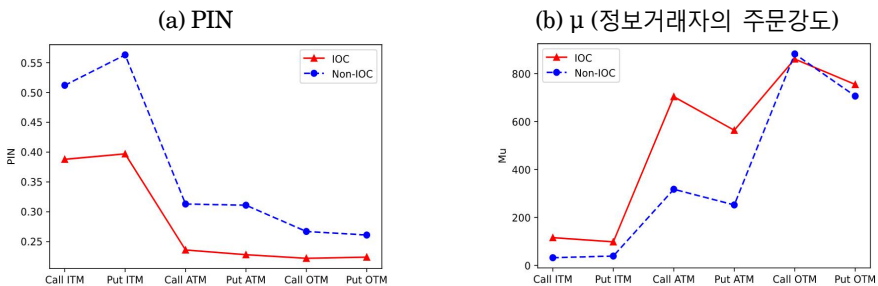 (a) PIN
IOC
Non-IOC
0.55
0.50
0.45
0.40
0.35
0.30
0.25
PIN
Call ITM Put ITM Call ATM Put ATM Call OTM Put OTM
(b) μ (정보거래자의 주문강도)
IOC
Non-IOC
800
600
400
200
0
Mu
Call ITM Put ITM Call ATM Put ATM Call OTM Put OTM